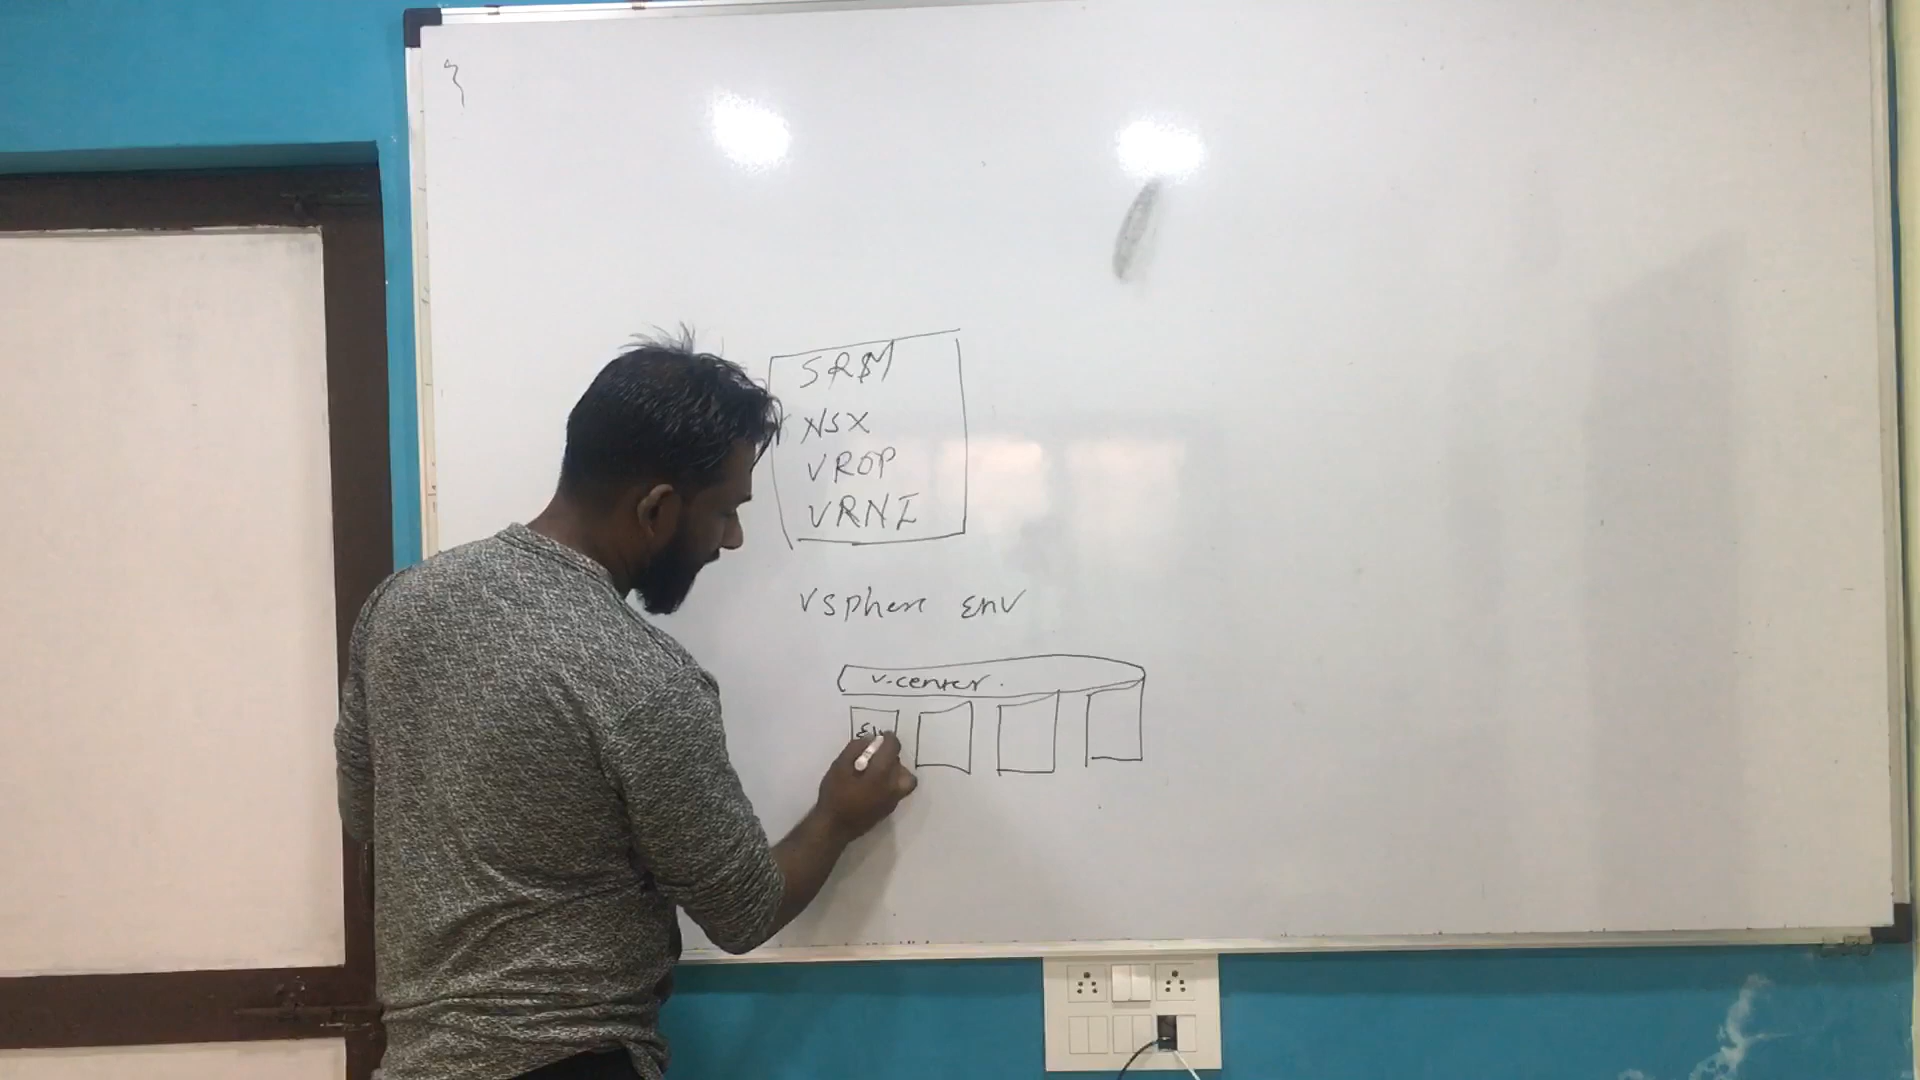 SRM
NSX
VROP
VRNI
vsphere Env
v-center.